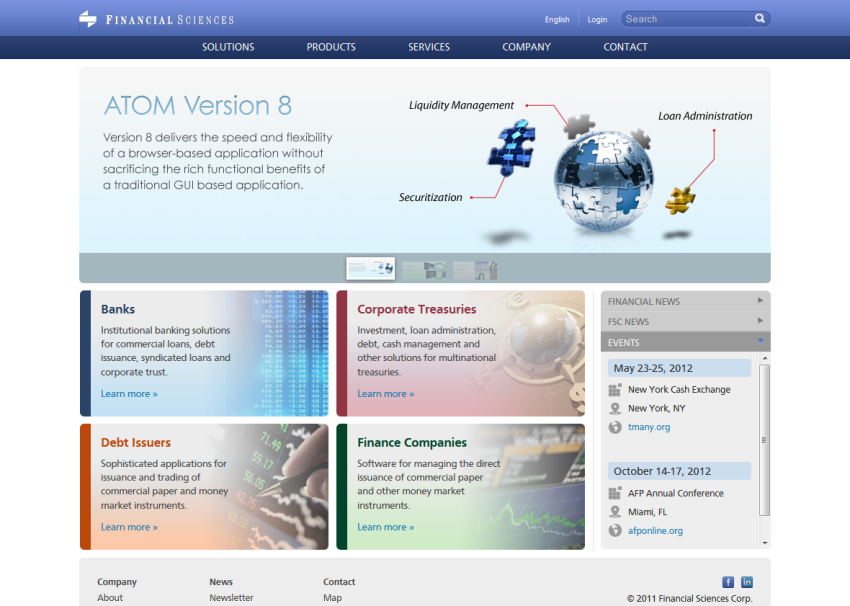 FINANCIAL SCIENCES
English
Login
Search
SOLUTIONS
PRODUCTS
SERVICES
COMPANY
CONTACT
ATOM Version 8
Version 8 delivers the speed and flexibility
of a browser-based application without
sacrificing the rich functional benefits of
a traditional GUI based application.
Liquidity Management
Loan Administration
Securitization
Banks
Institutional banking solutions
for commercial loans, debt
issuance, syndicated loans and
corporate trust.
Learn more »
Corporate Treasuries
Investment, loan administration,
debt, cash management and
other solutions for multinational
treasuries.
Learn more »
Debt Issuers
Sophisticated applications for
issuance and trading of
commercial paper and money
market instruments.
Learn more »
71.49
59.17
56.05
Finance Companies
Software for managing the direct
issuance of commercial paper
and other money market
instruments.
Learn more »
FINANCIAL NEWS
FSC NEWS
EVENTS
May 23-25, 2012
New York Cash Exchange
New York, NY
tmany.org
October 14-17, 2012
AFP Annual Conference
Miami, FL
afponline.org
Company
About
News
Newsletter
Contact
Map
© 2011 Financial Sciences Corp.